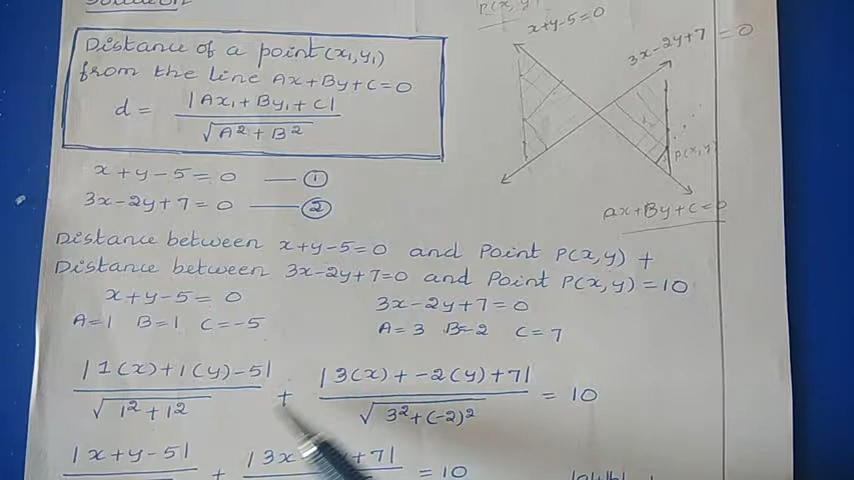 Solution
P(x, y)
x+y-5=0
3x-2y+7=0
Distance of a point (x₁,y₁)
from the line Ax+By+C=0
d = |Ax₁+By₁+C| / √A²+B²
P(x,y)
Ax+By+C=0
x+y-5=0 — ①
3x-2y+7=0 — ②
Distance between x+y-5=0 and Point P(x,y) +
Distance between 3x-2y+7=0 and Point P(x,y)=10
x+y-5=0 3x-2y+7=0
A=1 B=1 C=-5 A=3 B=-2 C=7
|1(x)+1(y)-5| / √1²+1² + |3(x)+-2(y)+7| / √3²+(-2)² = 10
|x+y-5| + |3x +7| = 10